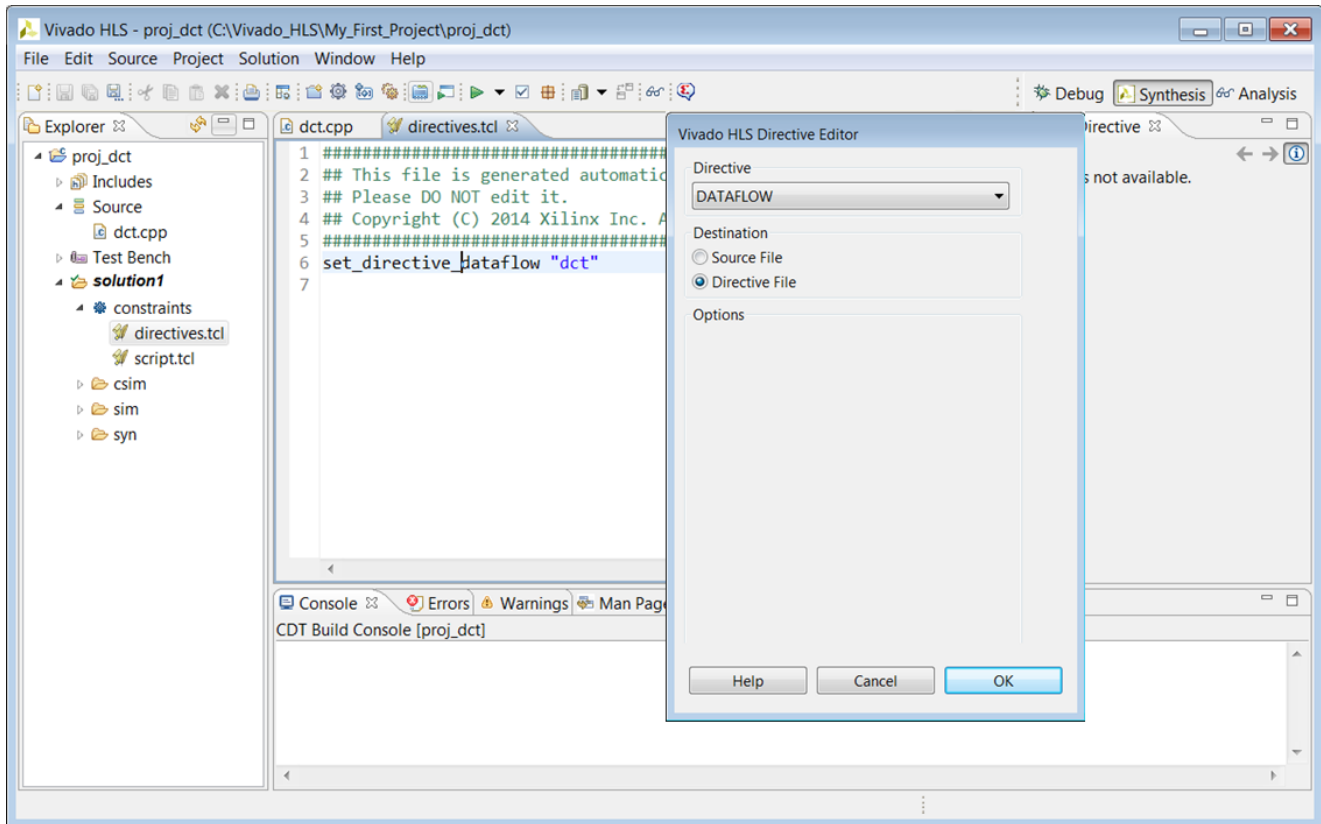 Vivado HLS - proj_dct (C:\Vivado_HLS\My_First_Project\proj_dct)
File Edit Source Project Solution Window Help
Debug Synthesis Analysis
Explorer
proj_dct
Includes
Source
dct.cpp
Test Bench
solution1
constraints
directives.tcl
script.tcl
csim
sim
syn
dct.cpp directives.tcl
1 ###################################
2 ## This file is generated automatic
3 ## Please DO NOT edit it.
4 ## Copyright (C) 2014 Xilinx Inc. A
5 ###################################
6 set_directive_dataflow "dct"
7
Vivado HLS Directive Editor
Directive
DATAFLOW
Destination
Source File
Directive File
Options
Help Cancel OK
irective
s not available.
Console Errors Warnings Man Pag
CDT Build Console [proj_dct]